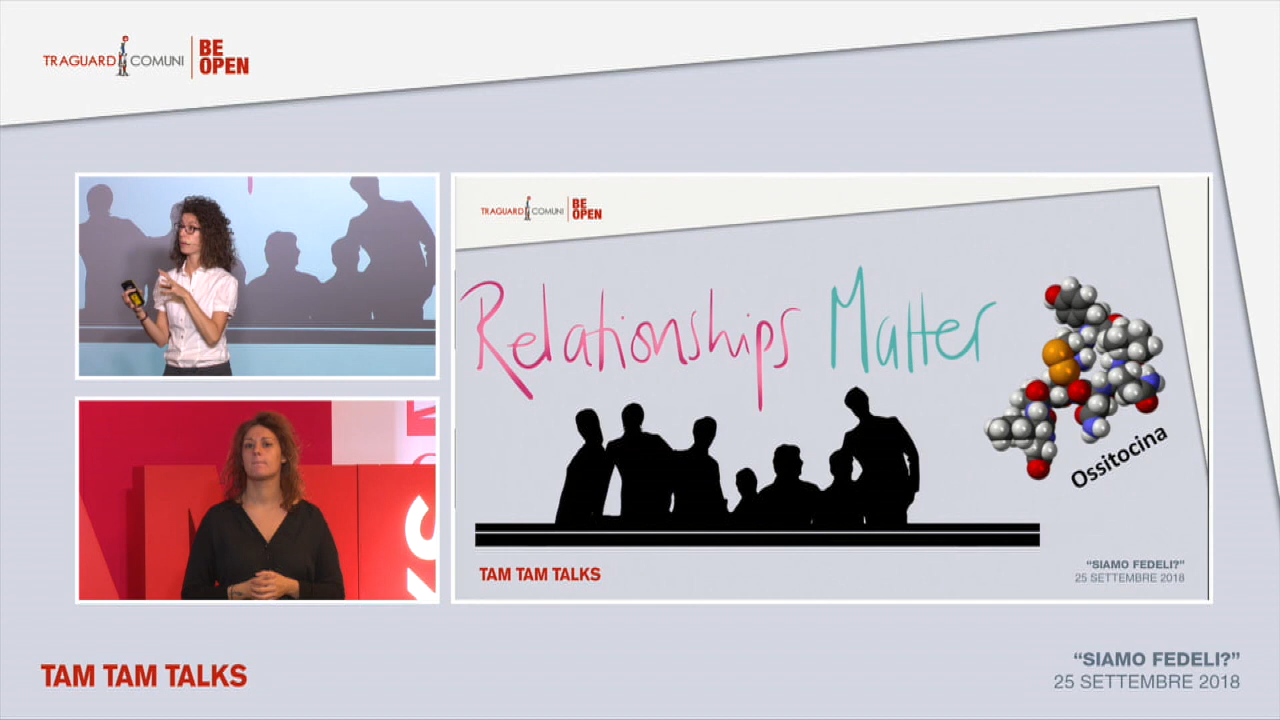 TRAGUARDI COMUNI
BE
OPEN
TRAGUARDI COMUNI
BE
OPEN
Relationships Matter
Ossitocina
TAM TAM TALKS
“SIAMO FEDELI?”
25 SETTEMBRE 2018
TAM TAM TALKS
“SIAMO FEDELI?”
25 SETTEMBRE 2018